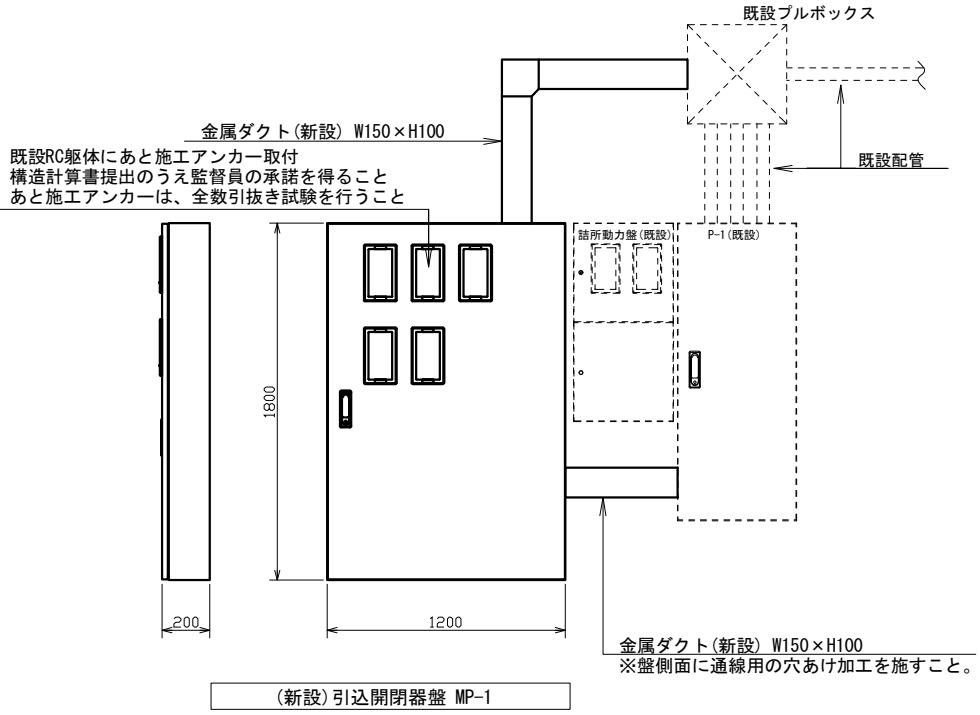 既設プルボックス
金属ダクト(新設) W150×H100
既設RC躯体にあと施工アンカー取付
構造計算書提出のうえ監督員の承諾を得ること
あと施工アンカーは、全数引抜き試験を行うこと
既設配管
詰所動力盤(既設)
P-1(既設)
1800
200
1200
金属ダクト(新設) W150×H100
※盤側面に通線用の穴あけ加工を施すこと。
(新設)引込開閉器盤 MP-1